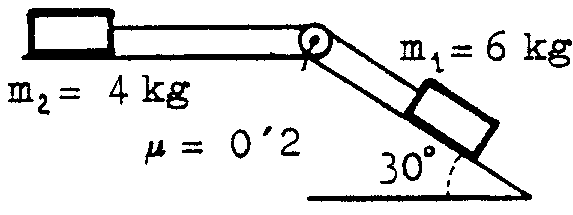 m₁= 6 kg
m₂= 4 kg
μ = 0´2
30°